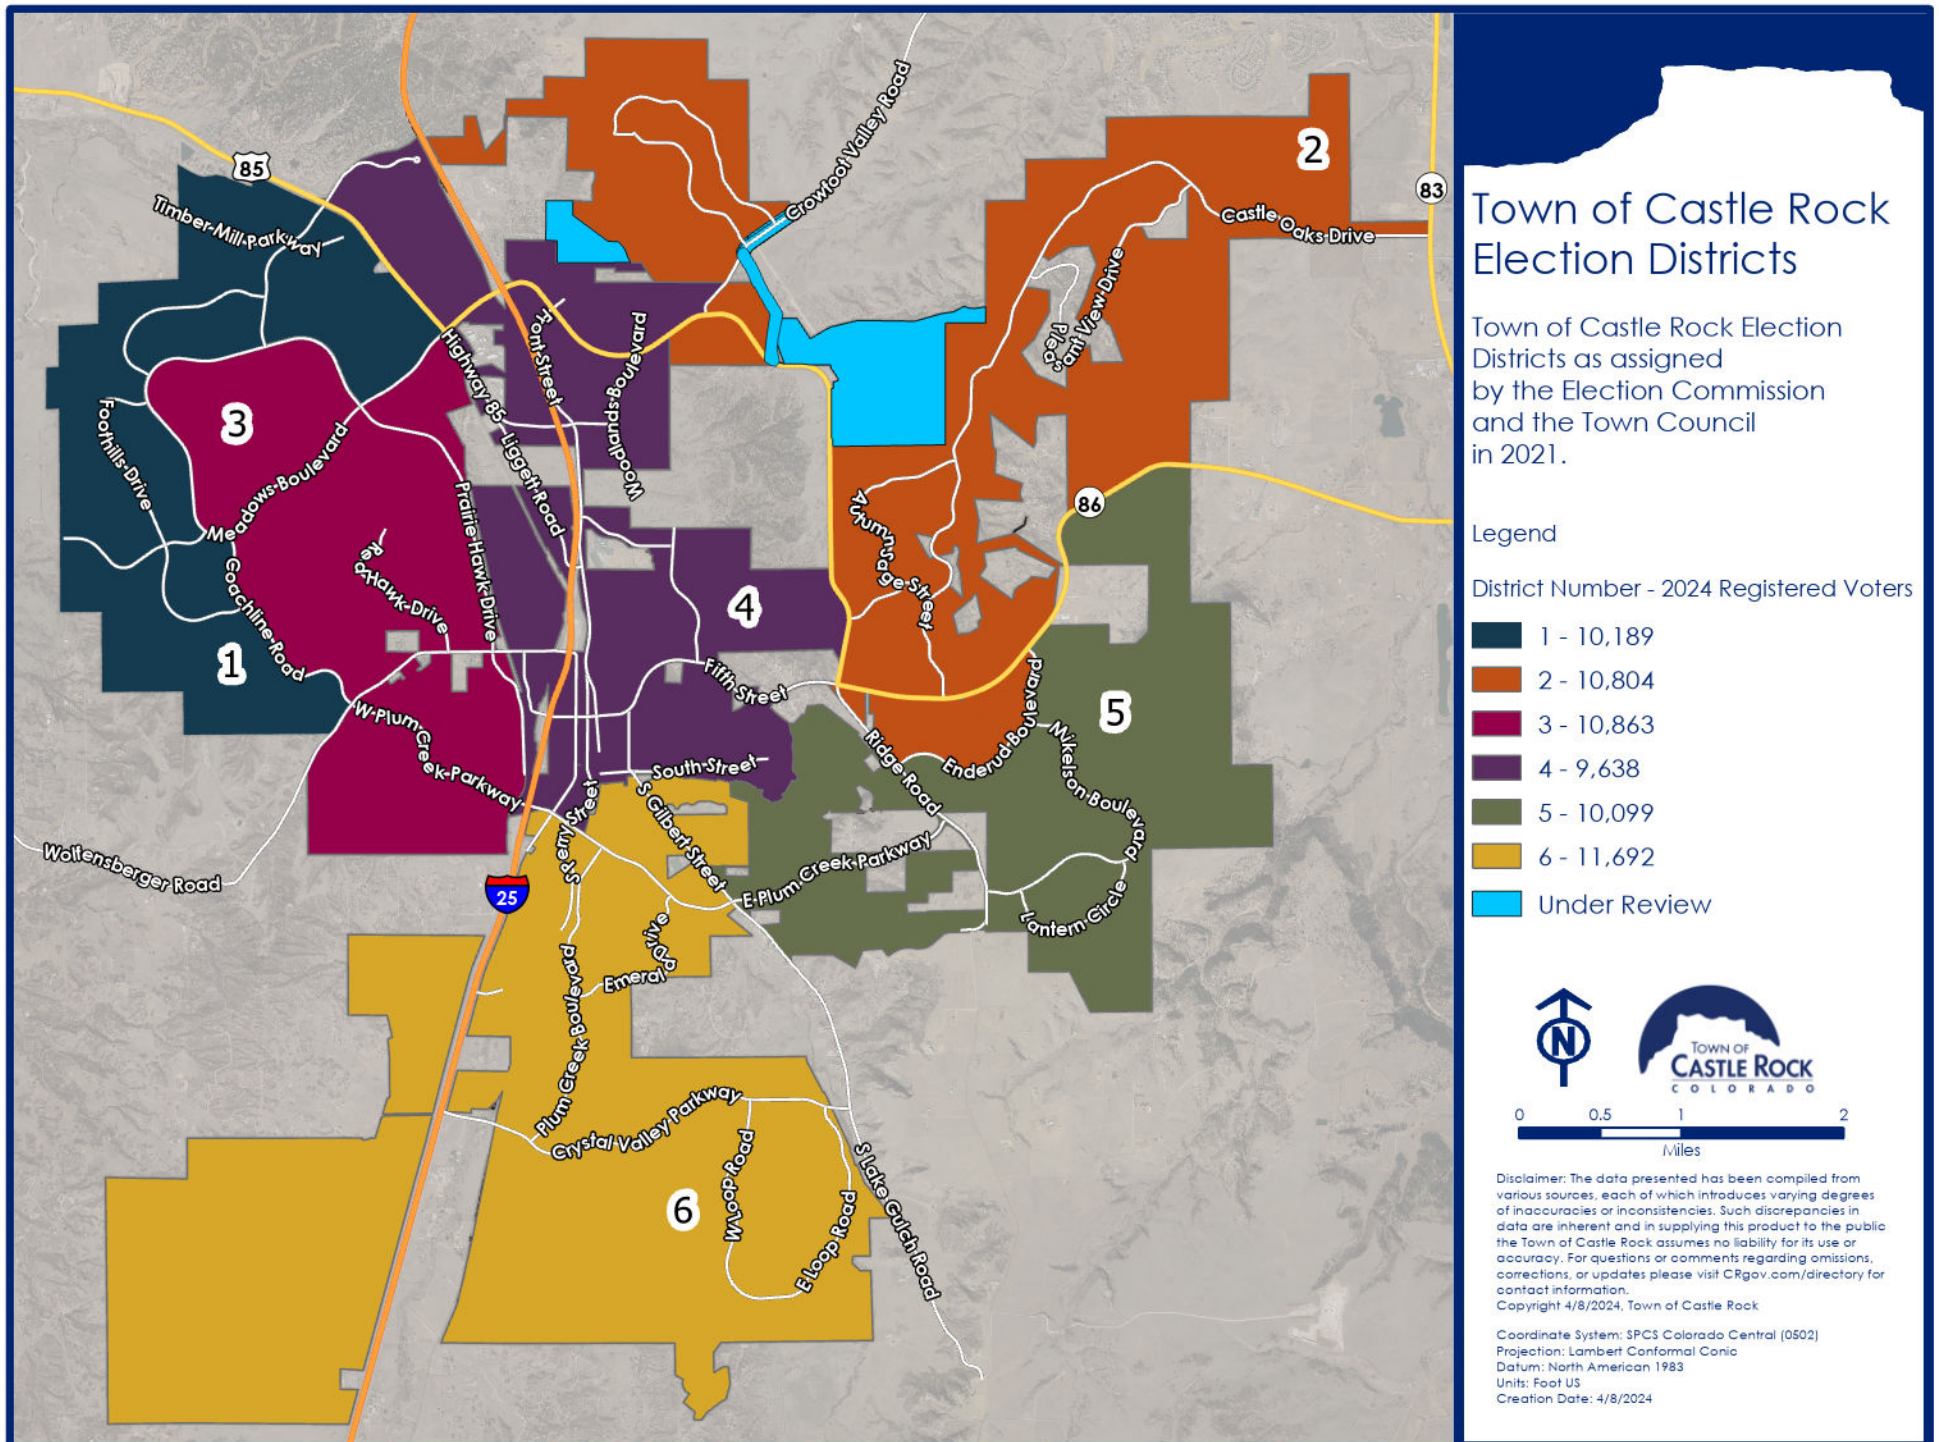 85
Timber Mill Parkway
Crowfoot Valley Road
2
83
Castle Oaks Drive
Pleasant View Drive
Front Street
Highway 85
Woodlands Boulevard
Liggett Road
3
Foothills Drive
Meadows Boulevard
Prairie Hawk Drive
Red Hawk Drive
Coachline Road
1
86
Autumn Sage Street
4
Fifth Street
5
Enderud Boulevard
Mikelson Boulevard
Ridge Road
W Plum Creek Parkway
South Street
S Gilbert Street
S Perry Street
E Plum Creek Parkway
Lantern Circle
Wolfensberger Road
25
Emerald Drive
Plum Creek Boulevard
Crystal Valley Parkway
W Loop Road
E Loop Road
S Lake Gulch Road
6
Town of Castle Rock
Election Districts
Town of Castle Rock Election
Districts as assigned
by the Election Commission
and the Town Council
in 2021.
Legend
District Number - 2024 Registered Voters
1 - 10,189
2 - 10,804
3 - 10,863
4 - 9,638
5 - 10,099
6 - 11,692
Under Review
N
TOWN OF
CASTLE ROCK
COLORADO
0 0.5 1 2
Miles
Disclaimer: The data presented has been compiled from
various sources, each of which introduces varying degrees
of inaccuracies or inconsistencies. Such discrepancies in
data are inherent and in supplying this product to the public
the Town of Castle Rock assumes no liability for its use or
accuracy. For questions or comments regarding omissions,
corrections, or updates please visit CRgov.com/directory for
contact information.
Copyright 4/8/2024, Town of Castle Rock
Coordinate System: SPCS Colorado Central (0502)
Projection: Lambert Conformal Conic
Datum: North American 1983
Units: Foot US
Creation Date: 4/8/2024